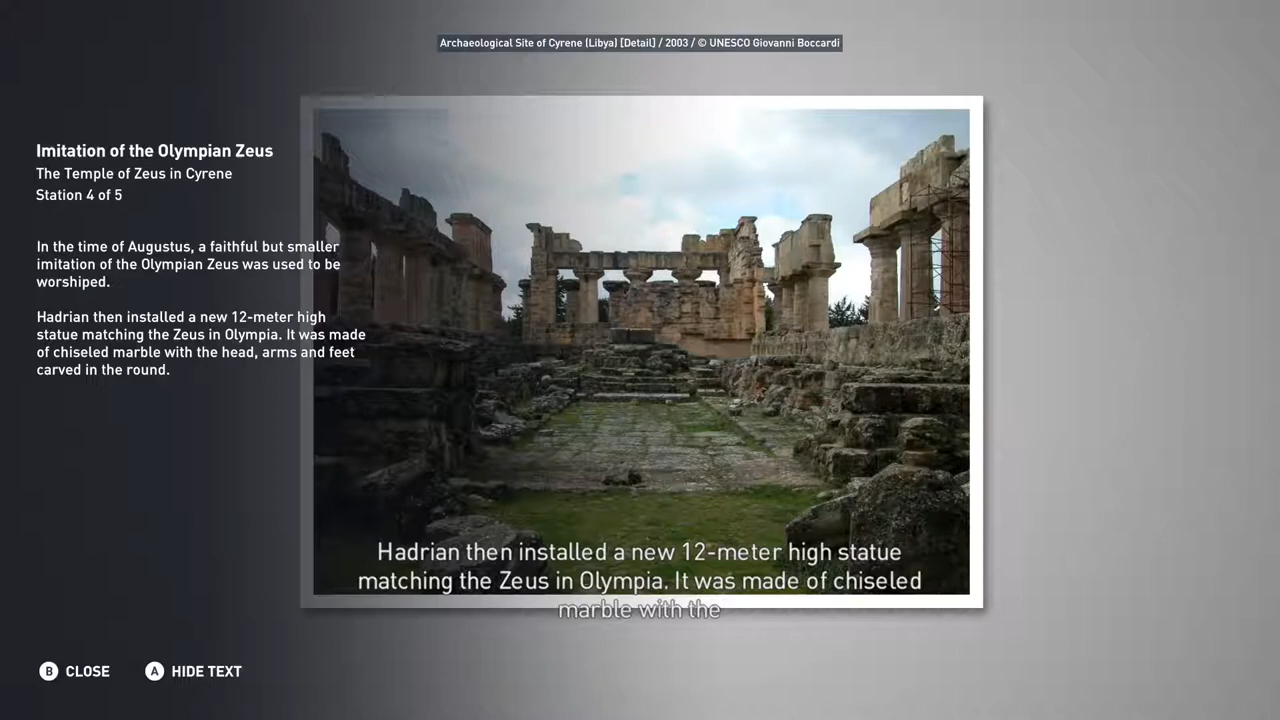 Archaeological Site of Cyrene (Libya) [Detail] / 2003 / © UNESCO Giovanni Boccardi
Imitation of the Olympian Zeus
The Temple of Zeus in Cyrene
Station 4 of 5
In the time of Augustus, a faithful but smaller
imitation of the Olympian Zeus was used to be
worshiped.
Hadrian then installed a new 12-meter high
statue matching the Zeus in Olympia. It was made
of chiseled marble with the head, arms and feet
carved in the round.
Hadrian then installed a new 12-meter high statue
matching the Zeus in Olympia. It was made of chiseled
marble with the
B CLOSE A HIDE TEXT